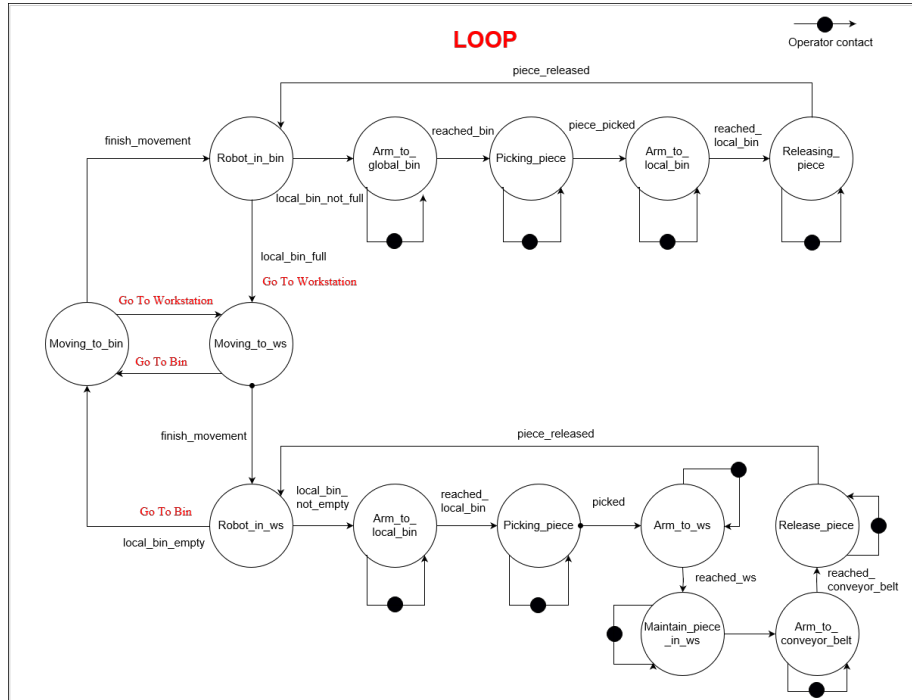 LOOP
Operator contact
piece_released
finish_movement
Robot_in_bin
local_bin_not_full
Arm_to_
global_bin
reached_bin
Picking_piece
piece_picked
Arm_to_
local_bin
reached_
local_bin
Releasing_
piece
local_bin_full
Go To Workstation
Go To Workstation
Moving_to_bin
Moving_to_ws
Go To Bin
finish_movement
piece_released
Go To Bin
local_bin_empty
Robot_in_ws
local_bin_
not_empty
Arm_to_
local_bin
reached_
local_bin
Picking_piece
picked
Arm_to_ws
Release_piece
reached_ws
reached_
conveyor_belt
Maintain_piece
_in_ws
Arm_to_
conveyor_belt